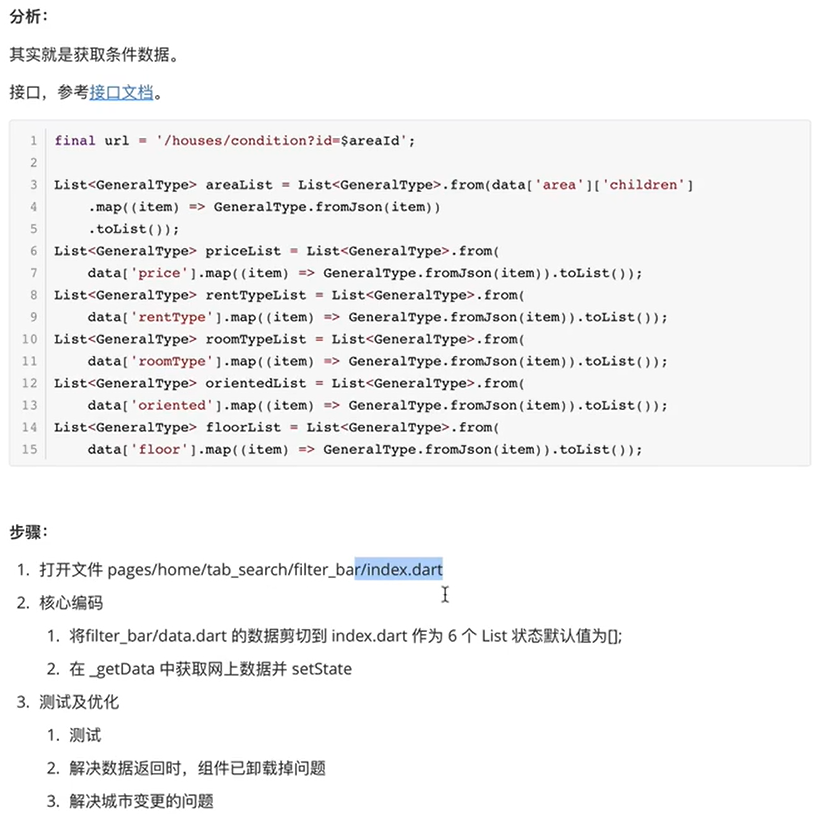 分析：
其实就是获取条件数据。
接口，参考接口文档。
1 final url = '/houses/condition?id=$areaId';
2
3 List<GeneralType> areaList = List<GeneralType>.from(data['area']['children']
4 .map((item) => GeneralType.fromJson(item))
5 .toList());
6 List<GeneralType> priceList = List<GeneralType>.from(
7 data['price'].map((item) => GeneralType.fromJson(item)).toList());
8 List<GeneralType> rentTypeList = List<GeneralType>.from(
9 data['rentType'].map((item) => GeneralType.fromJson(item)).toList());
10 List<GeneralType> roomTypeList = List<GeneralType>.from(
11 data['roomType'].map((item) => GeneralType.fromJson(item)).toList());
12 List<GeneralType> orientedList = List<GeneralType>.from(
13 data['oriented'].map((item) => GeneralType.fromJson(item)).toList());
14 List<GeneralType> floorList = List<GeneralType>.from(
15 data['floor'].map((item) => GeneralType.fromJson(item)).toList());
步骤：
1. 打开文件 pages/home/tab_search/filter_bar/index.dart
2. 核心编码
1. 将filter_bar/data.dart 的数据剪切到 index.dart 作为 6 个 List 状态默认值为[];
2. 在 _getData 中获取网上数据并 setState
3. 测试及优化
1. 测试
2. 解决数据返回时，组件已卸载掉问题
3. 解决城市变更的问题